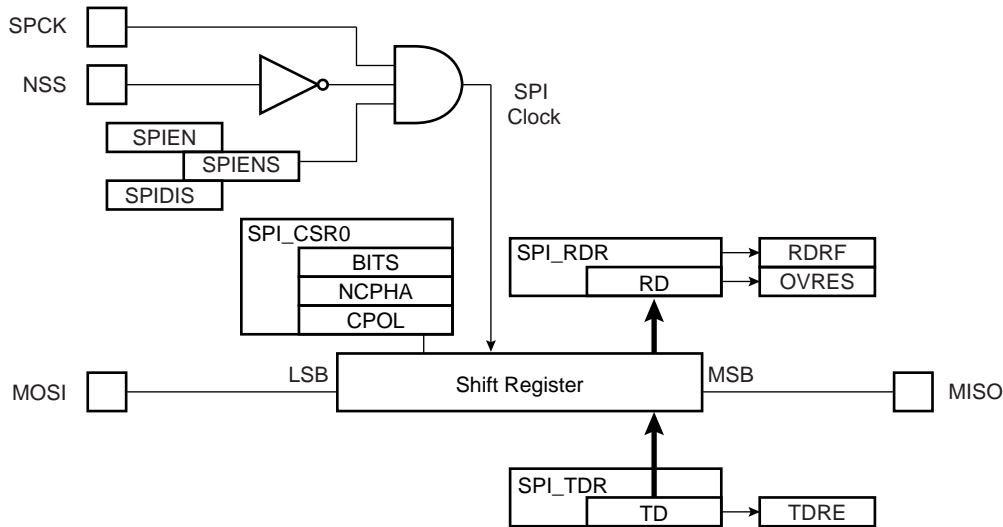 SPCK
NSS
SPI
Clock
SPIEN
SPIENS
SPIDIS
SPI_CSR0
BITS
NCPHA
CPOL
SPI_RDR
RD
RDRF
OVRES
MOSI
LSB
Shift Register
MSB
MISO
SPI_TDR
TD
TDRE